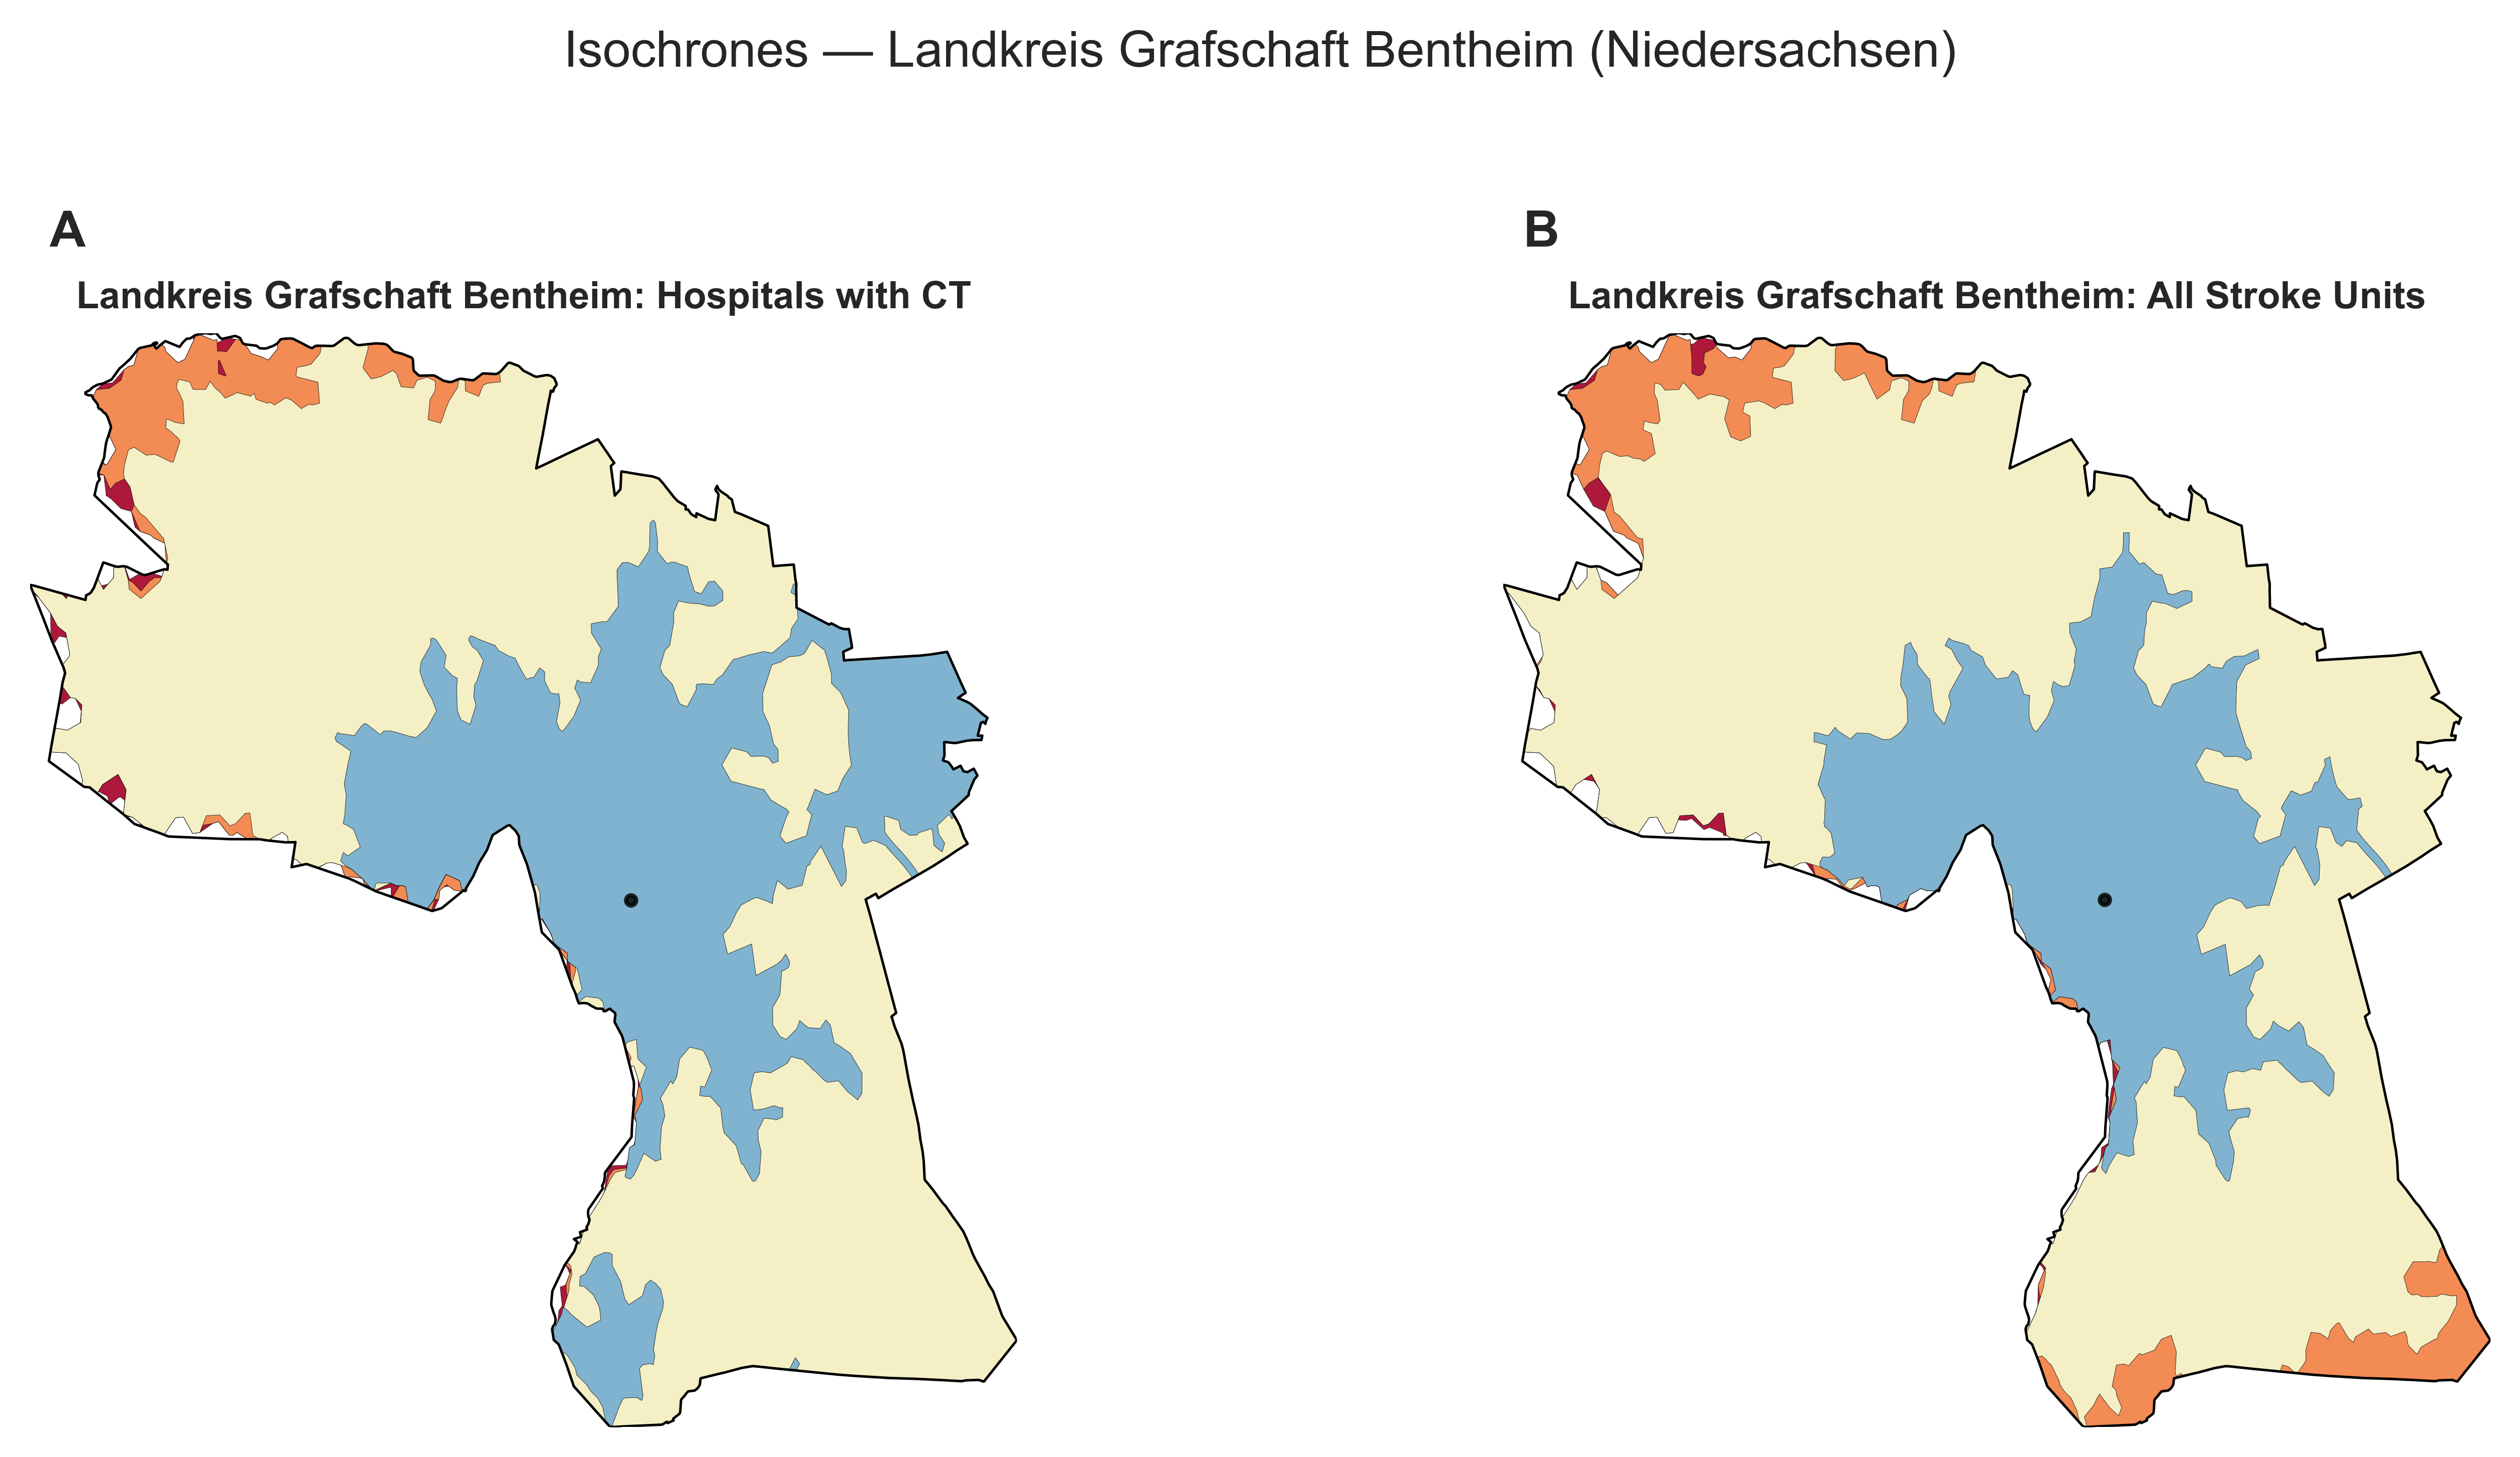 Isochrones — Landkreis Grafschaft Bentheim (Niedersachsen)
A
B
Landkreis Grafschaft Bentheim: Hospitals with CT
Landkreis Grafschaft Bentheim: All Stroke Units